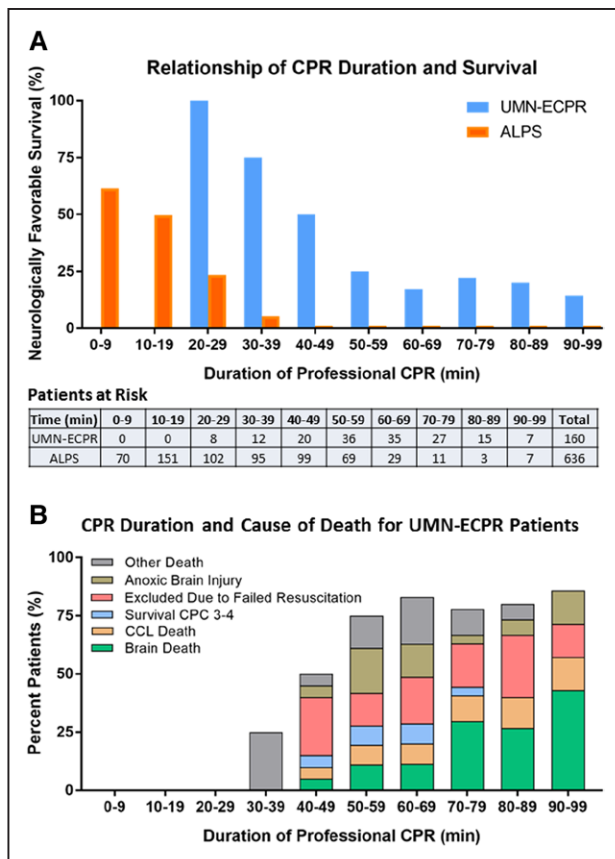 A
Relationship of CPR Duration and Survival
Neurologically Favorable Survival (%)
100
75
50
25
0
UMN-ECPR
ALPS
0-9 10-19 20-29 30-39 40-49 50-59 60-69 70-79 80-89 90-99
Duration of Professional CPR (min)
Patients at Risk
Time (min) 0-9 10-19 20-29 30-39 40-49 50-59 60-69 70-79 80-89 90-99 Total
UMN-ECPR 0 0 8 12 20 36 35 27 15 7 160
ALPS 70 151 102 95 99 69 29 11 3 7 636
B
CPR Duration and Cause of Death for UMN-ECPR Patients
Percent Patients (%)
100
75
50
25
0
Other Death
Anoxic Brain Injury
Excluded Due to Failed Resuscitation
Survival CPC 3-4
CCL Death
Brain Death
0-9 10-19 20-29 30-39 40-49 50-59 60-69 70-79 80-89 90-99
Duration of Professional CPR (min)